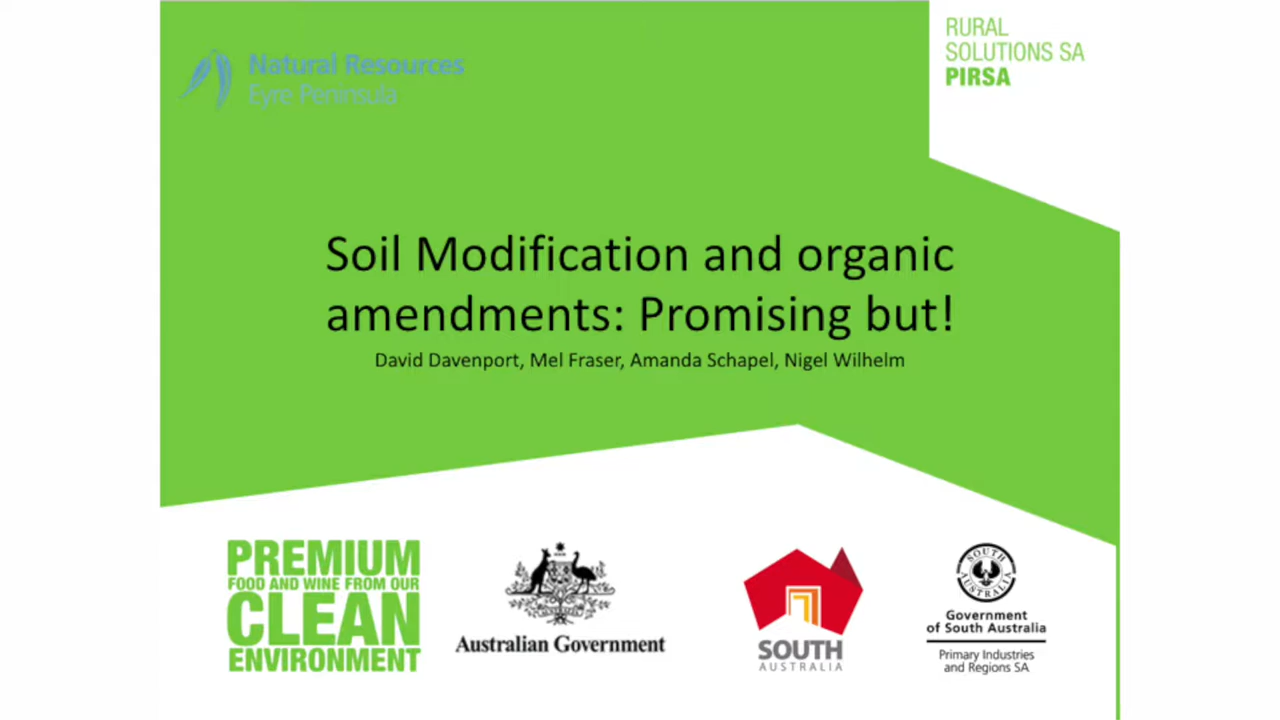 Natural Resources
Eyre Peninsula
RURAL
SOLUTIONS SA
PIRSA
Soil Modification and organic
amendments: Promising but!
David Davenport, Mel Fraser, Amanda Schapel, Nigel Wilhelm
PREMIUM
FOOD AND WINE FROM OUR
CLEAN
ENVIRONMENT
Australian Government
SOUTH
AUSTRALIA
SOUTH
AUSTRALIA
Government
of South Australia
Primary Industries
and Regions SA